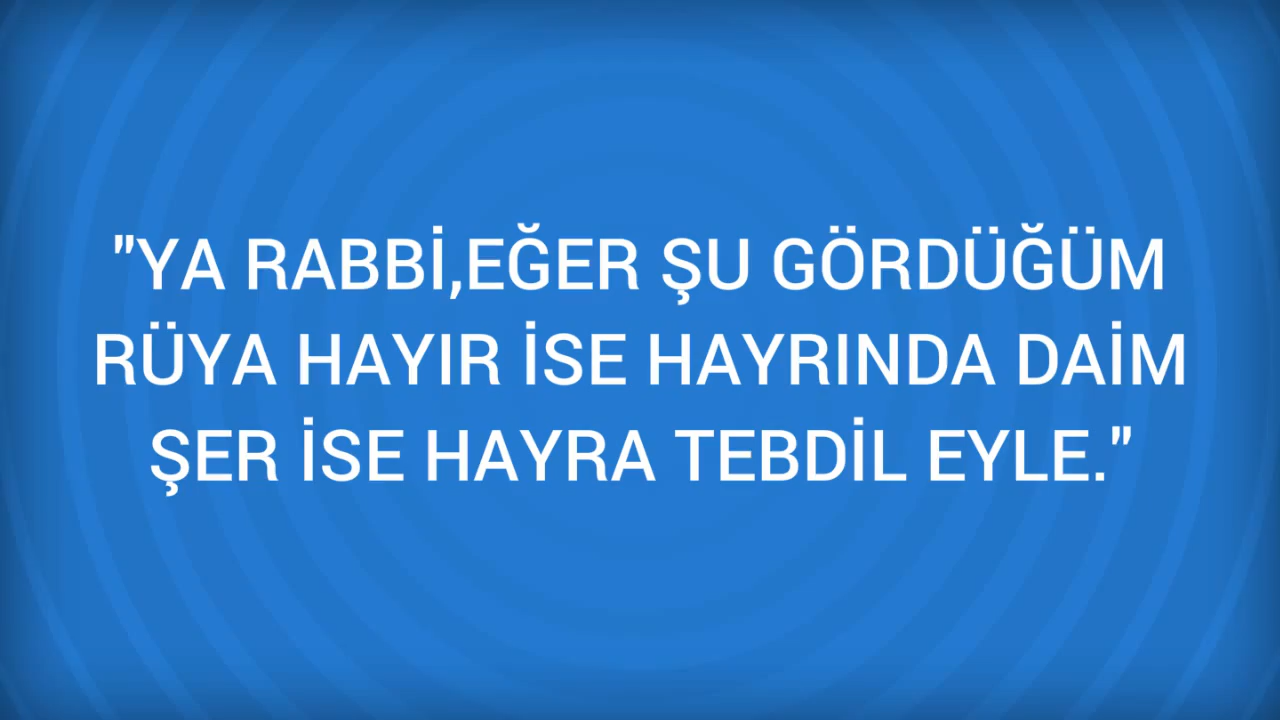 "YA RABBİ,EĞER ŞU GÖRDÜĞÜM
RÜYA HAYIR İSE HAYRINDA DAİM
ŞER İSE HAYRA TEBDİL EYLE."